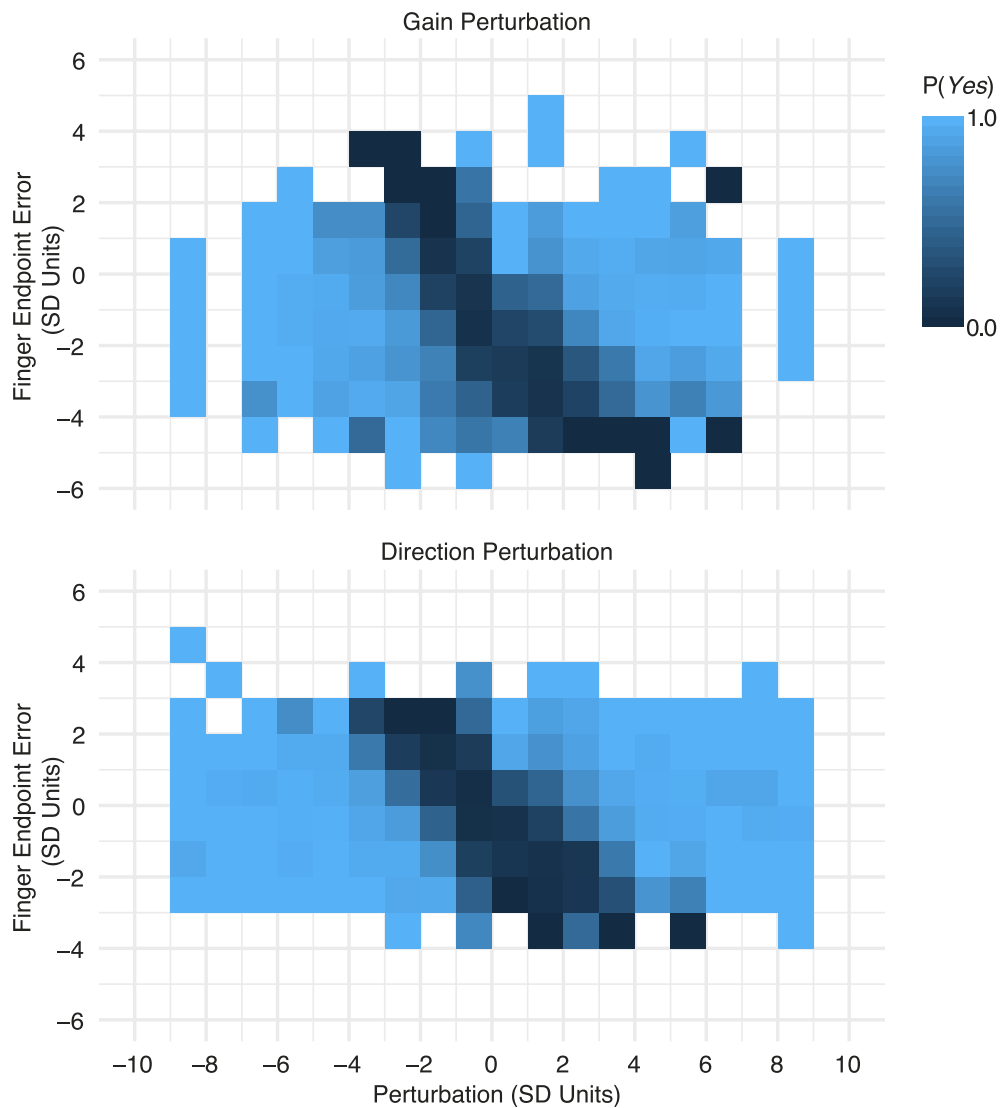 Gain Perturbation
6
4
2
0
−2
−4
−6
Finger Endpoint Error
(SD Units)
P(Yes)
1.0
0.0
Direction Perturbation
6
4
2
0
−2
−4
−6
Finger Endpoint Error
(SD Units)
−10 −8 −6 −4 −2 0 2 4 6 8 10
Perturbation (SD Units)